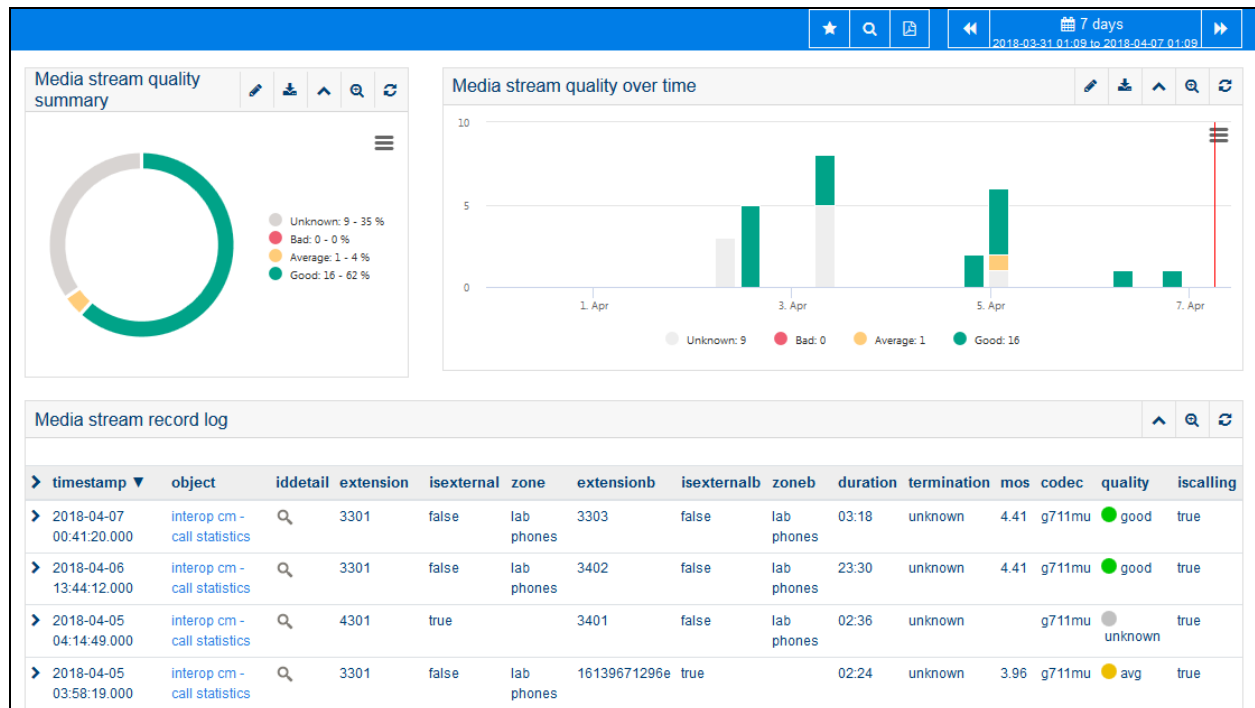 7 days
2018-03-31 01:09 to 2018-04-07 01:09
Media stream quality
summary
Unknown: 9 - 35 %
Bad: 0 - 0 %
Average: 1 - 4 %
Good: 16 - 62 %
Media stream quality over time
10
5
0
1. Apr
3. Apr
5. Apr
7. Apr
Unknown: 9
Bad: 0
Average: 1
Good: 16
Media stream record log
timestamp ▼ object iddetail extension isexternal zone extensionb isexternalb zoneb duration termination mos codec quality iscalling
2018-04-07 interop cm - 3301 false lab 3303 false lab 03:18 unknown 4.41 g711mu good true
00:41:20.000 call statistics phones phones
2018-04-06 interop cm - 3301 false lab 3402 false lab 23:30 unknown 4.41 g711mu good true
13:44:12.000 call statistics phones phones
2018-04-05 interop cm - 4301 true 3401 false lab 02:36 unknown g711mu true
04:14:49.000 call statistics phones unknown
2018-04-05 interop cm - 3301 false lab 16139671296e true 02:24 unknown 3.96 g711mu avg true
03:58:19.000 call statistics phones